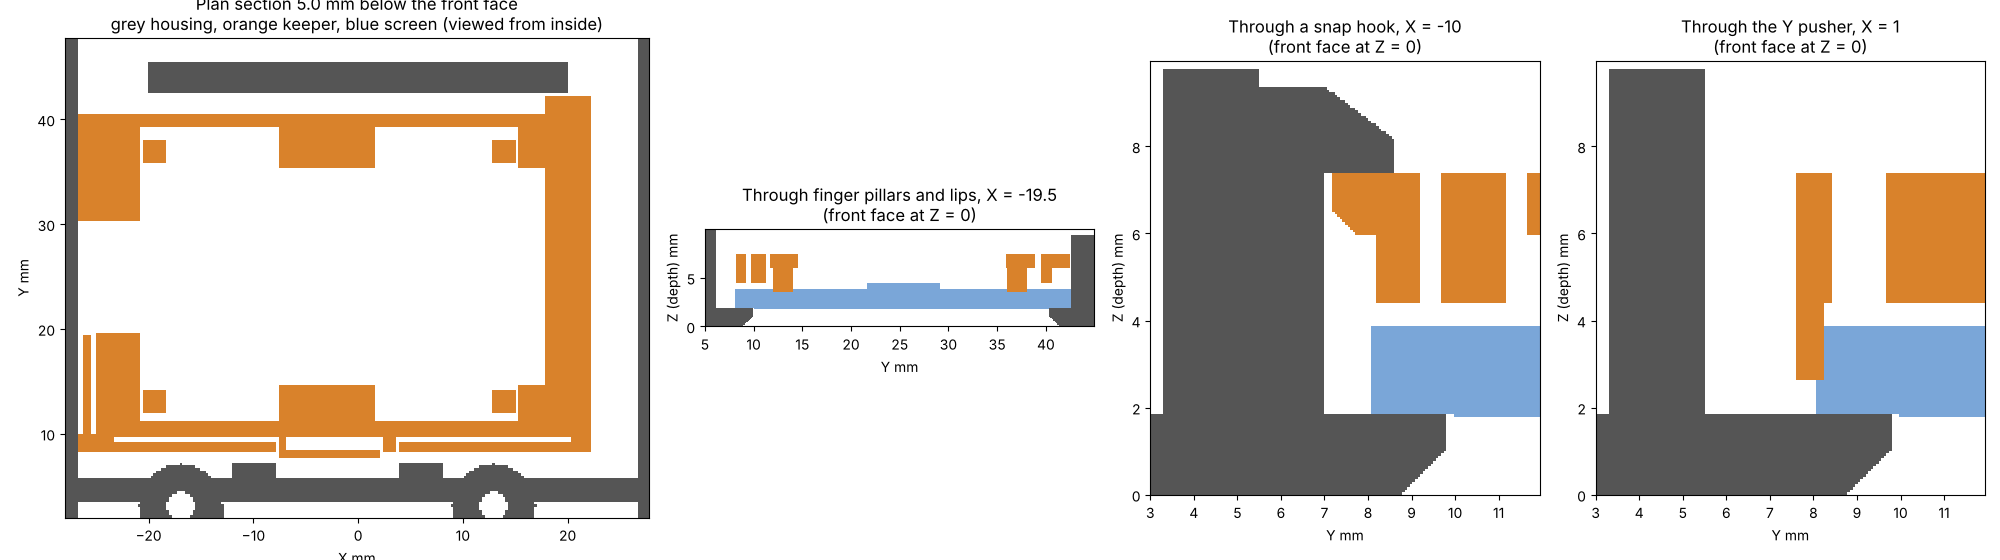 Plan section 5.0 mm below the front face
grey housing, orange keeper, blue screen (viewed from inside)
Y mm
40
30
20
10
−20
−10
0
10
20
X mm
Through finger pillars and lips, X = -19.5
(front face at Z = 0)
Z (depth) mm
5
0
5
10
15
20
25
30
35
40
Y mm
Through a snap hook, X = -10
(front face at Z = 0)
Z (depth) mm
8
6
4
2
0
3
4
5
6
7
8
9
10
11
Y mm
Through the Y pusher, X = 1
(front face at Z = 0)
Z (depth) mm
8
6
4
2
0
3
4
5
6
7
8
9
10
11
Y mm